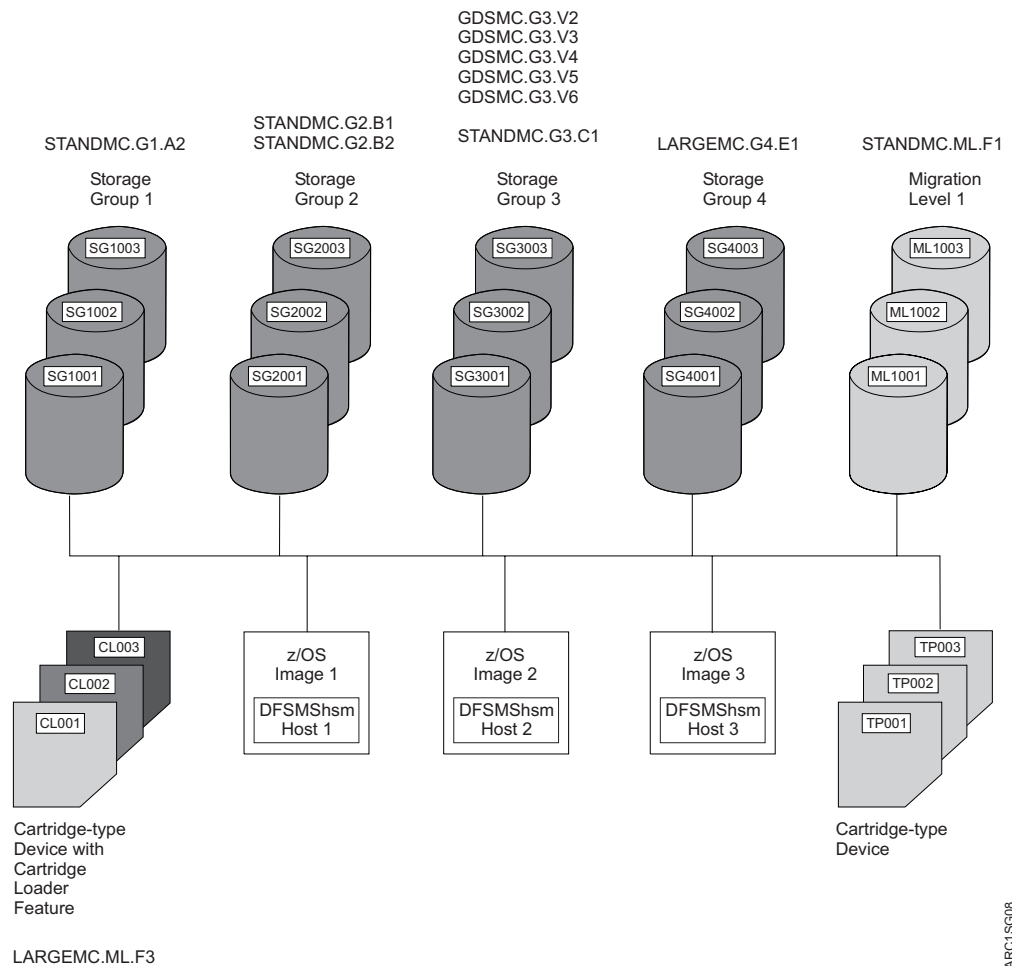 GDSMC.G3.V2
GDSMC.G3.V3
GDSMC.G3.V4
GDSMC.G3.V5
GDSMC.G3.V6
STANDMC.G1.A2
STANDMC.G2.B1
STANDMC.G2.B2
STANDMC.G3.C1
LARGEMC.G4.E1
STANDMC.ML.F1
Storage
Group 1
Storage
Group 2
Storage
Group 3
Storage
Group 4
Migration
Level 1
SG1003
SG2003
SG3003
SG4003
ML1003
SG1002
SG2002
SG3002
SG4002
ML1002
SG1001
SG2001
SG3001
SG4001
ML1001
CL003
CL002
CL001
z/OS
Image 1
DFSMShsm
Host 1
z/OS
Image 2
DFSMShsm
Host 2
z/OS
Image 3
DFSMShsm
Host 3
TP003
TP002
TP001
Cartridge-type
Device with
Cartridge
Loader
Feature
Cartridge-type
Device
LARGEMC.ML.F3
ARC1SG08